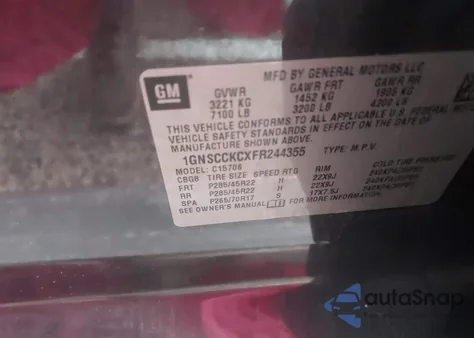 MFD BY GENERAL MOTORS LLC
GM
GVWR GAWR FRT GAWR RR
3221 KG 1452 KG 1905 KG
7100 LB 3200 LB 4200 LB
THIS VEHICLE CONFORMS TO ALL APPLICABLE U.S. FEDERAL MOTOR
VEHICLE SAFETY STANDARDS IN EFFECT ON THE DATE OF
MANUFACTURE SHOWN ABOVE.
1GNSCCKCXFR244355 TYPE: M.P.V.
MODEL: C15706
CBGB TIRE SIZE SPEED RTG RIM COLD TIRE
FRT P285/45R22 H 22X9J
RR P285/45R22 H 22X9J
SPA P265/70R17 S 17X7.5J
SEE OWNER'S MANUAL FOR MORE INFORMATION.
autoSnap